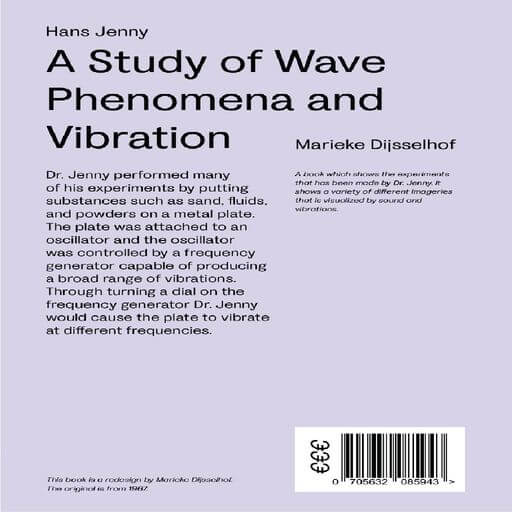 Hans Jenny
A Study of Wave
Phenomena and
Vibration
Marieke Dijsselhof
Dr. Jenny performed many
of his experiments by putting
substances such as sand, fluids,
and powders on a metal plate.
The plate was attached to an
oscillator and the oscillator
was controlled by a frequency
generator capable of producing
a broad range of vibrations.
Through turning a dial on the
frequency generator Dr. Jenny
would cause the plate to vibrate
at different frequencies.
A book which shows the experiments
that has been made by Dr. Jenny. It
shows a variety of different imageries
that is visualized by sound and
vibrations.
This book is a redesign by Marieke Dijsselhof.
The original is from 1967.
€€€
0 705632 085943 >